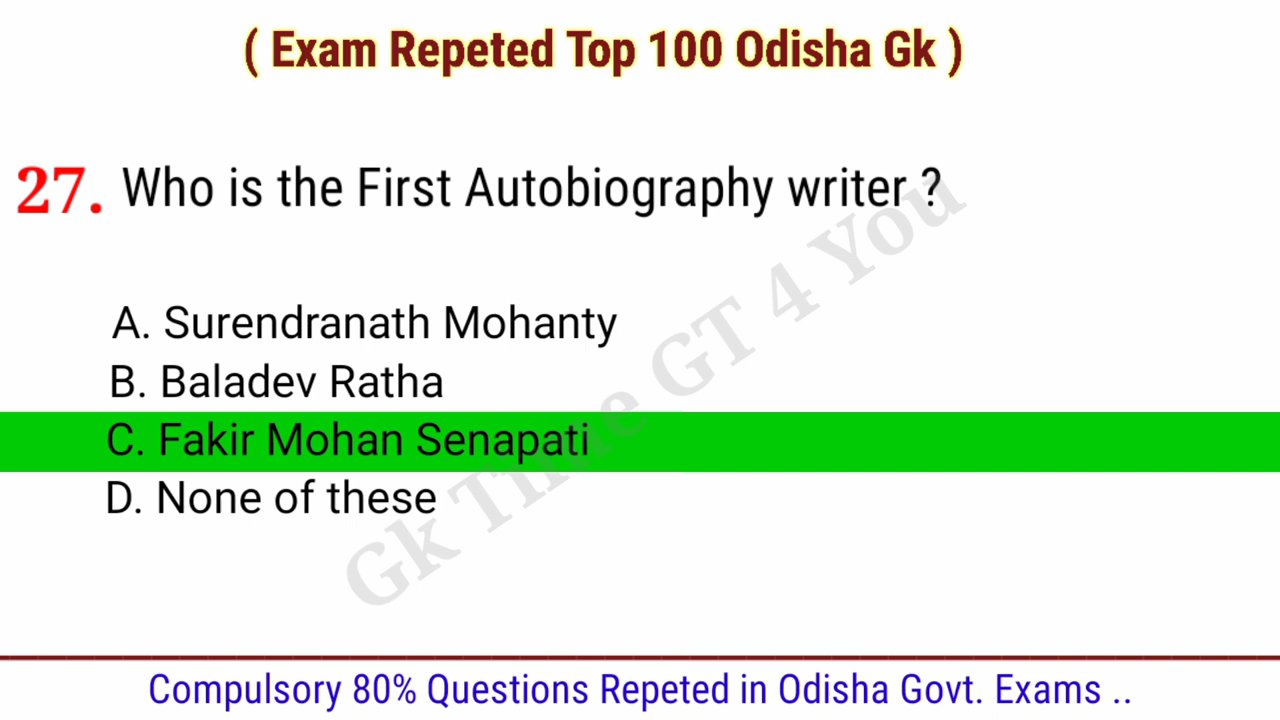 ( Exam Repeted Top 100 Odisha Gk )
27. Who is the First Autobiography writer ?
A. Surendranath Mohanty
B. Baladev Ratha
C. Fakir Mohan Senapati
D. None of these
Gk Time GT 4 You
Compulsory 80% Questions Repeted in Odisha Govt. Exams ..